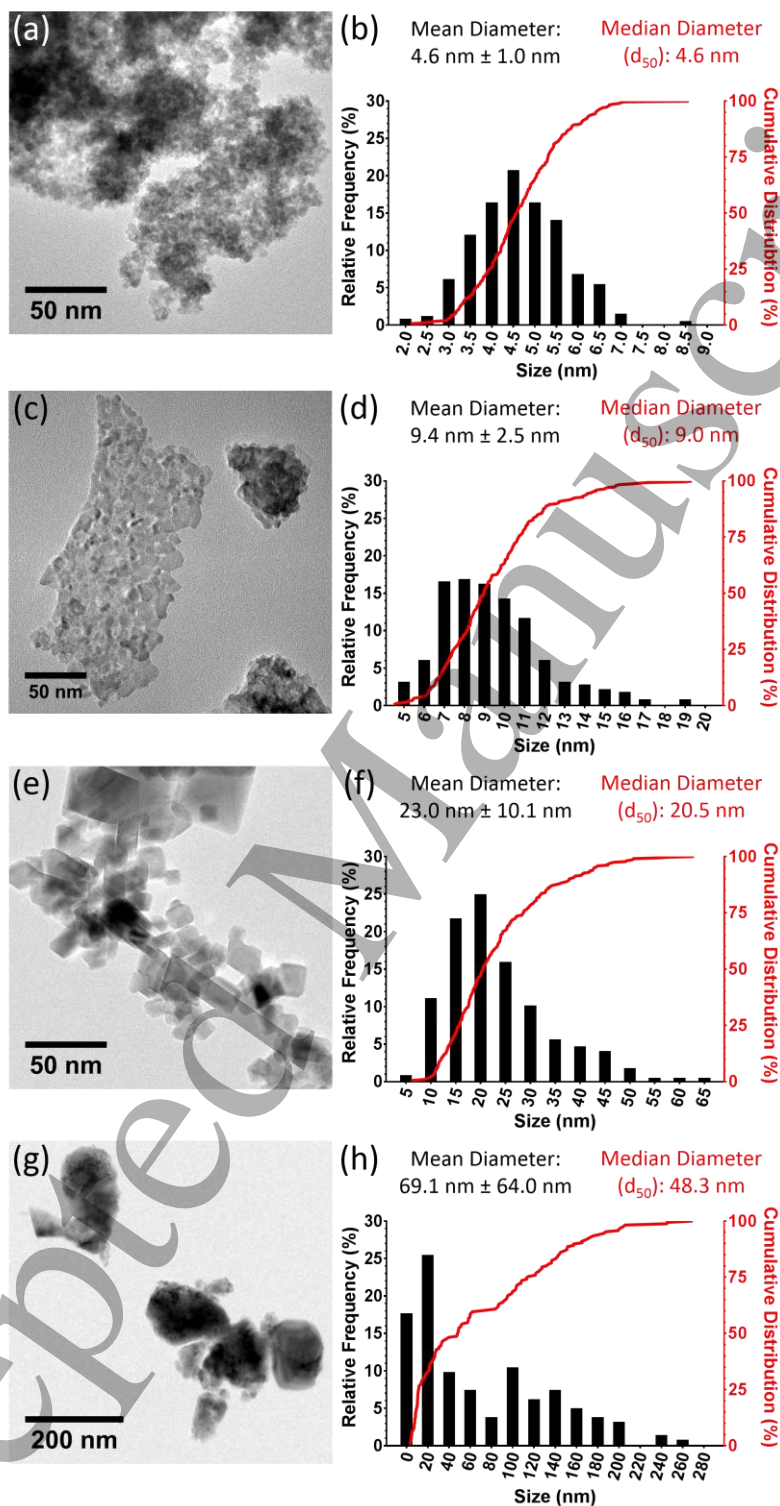 (a)
50 nm
(b)
Mean Diameter:
4.6 nm ± 1.0 nm
Median Diameter
(d₅₀): 4.6 nm
Relative Frequency (%)
30
25
20
15
10
5
0
2.0 2.5 3.0 3.5 4.0 4.5 5.0 5.5 6.0 6.5 7.0 7.5 8.0 8.5 9.0
Size (nm)
100
75
50
25
0
Cumulative Distriubtion (%)
(c)
50 nm
(d)
Mean Diameter:
9.4 nm ± 2.5 nm
Median Diameter
(d₅₀): 9.0 nm
Relative Frequency (%)
30
25
20
15
10
5
0
5 6 7 8 9 10 11 12 13 14 15 16 17 18 19 20
Size (nm)
100
75
50
25
0
Cumulative Distribution (%)
(e)
50 nm
(f)
Mean Diameter:
23.0 nm ± 10.1 nm
Median Diameter
(d₅₀): 20.5 nm
Relative Frequency (%)
30
25
20
15
10
5
0
5 10 15 20 25 30 35 40 45 50 55 60 65
Size (nm)
100
75
50
25
0
Cumulative Distribution (%)
(g)
200 nm
(h)
Mean Diameter:
69.1 nm ± 64.0 nm
Median Diameter
(d₅₀): 48.3 nm
Relative Frequency (%)
30
25
20
15
10
5
0
0 20 40 60 80 100 120 140 160 180 200 220 240 260 280
Size (nm)
100
75
50
25
0
Cumulative Distribution (%)
cepted Manuscri